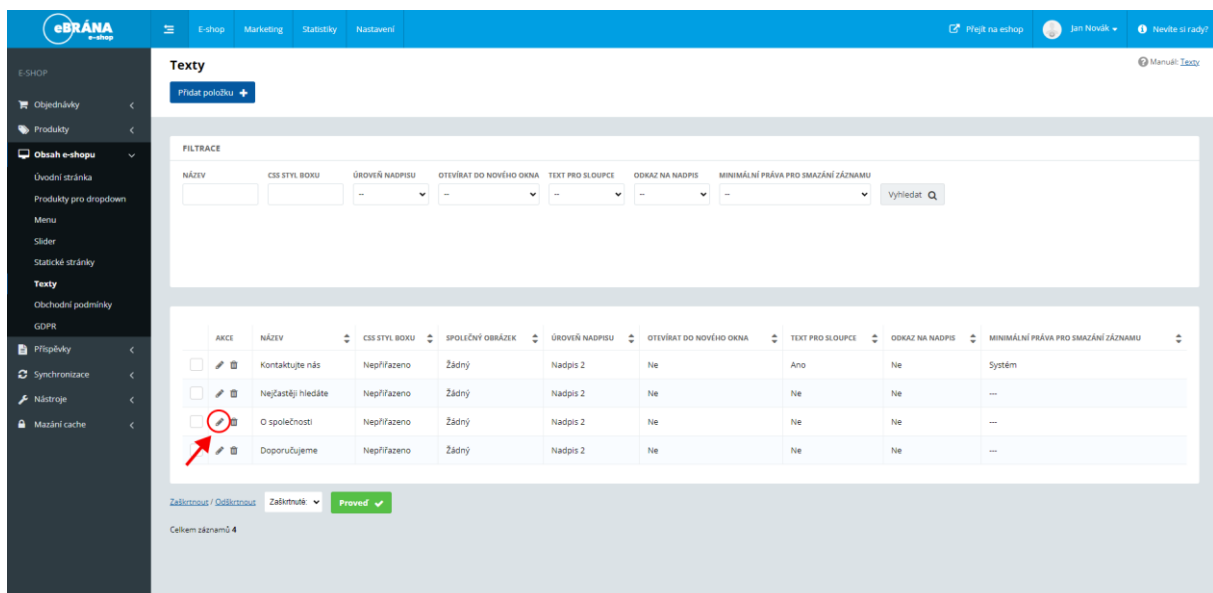 eBRÁNA
e-shop
E-shop Marketing Statistiky Nastavení Přejít na eshop Jan Novák Nevíte si rady?
E-SHOP
Objednávky
Produkty
Obsah e-shopu
Úvodní stránka
Produkty pro dropdown
Menu
Slider
Statické stránky
Texty
Obchodní podmínky
GDPR
Příspěvky
Synchronizace
Nástroje
Mazání cache
Texty
Manuál: Texty
Přidat položku
FILTRACE
NÁZEV CSS STYL BOXU ÚROVEŇ NADPISU OTEVÍRAT DO NOVÉHO OKNA TEXT PRO SLOUPCE ODKAZ NA NADPIS MINIMÁLNÍ PRÁVA PRO SMAZÁNÍ ZÁZNAMU
-- -- -- -- -- Vyhledat
AKCE NÁZEV CSS STYL BOXU SPOLEČNÝ OBRÁZEK ÚROVEŇ NADPISU OTEVÍRAT DO NOVÉHO OKNA TEXT PRO SLOUPCE ODKAZ NA NADPIS MINIMÁLNÍ PRÁVA PRO SMAZÁNÍ ZÁZNAMU
Kontaktujte nás Nepřiřazeno Žádný Nadpis 2 Ne Ano Ne Systém
Nejčastěji hledáte Nepřiřazeno Žádný Nadpis 2 Ne Ne Ne ---
O společnosti Nepřiřazeno Žádný Nadpis 2 Ne Ne Ne ---
Doporučujeme Nepřiřazeno Žádný Nadpis 2 Ne Ne Ne ---
Zaškrtnout / Odškrtnout Zaškrtnuté: Proveď
Celkem záznamů 4